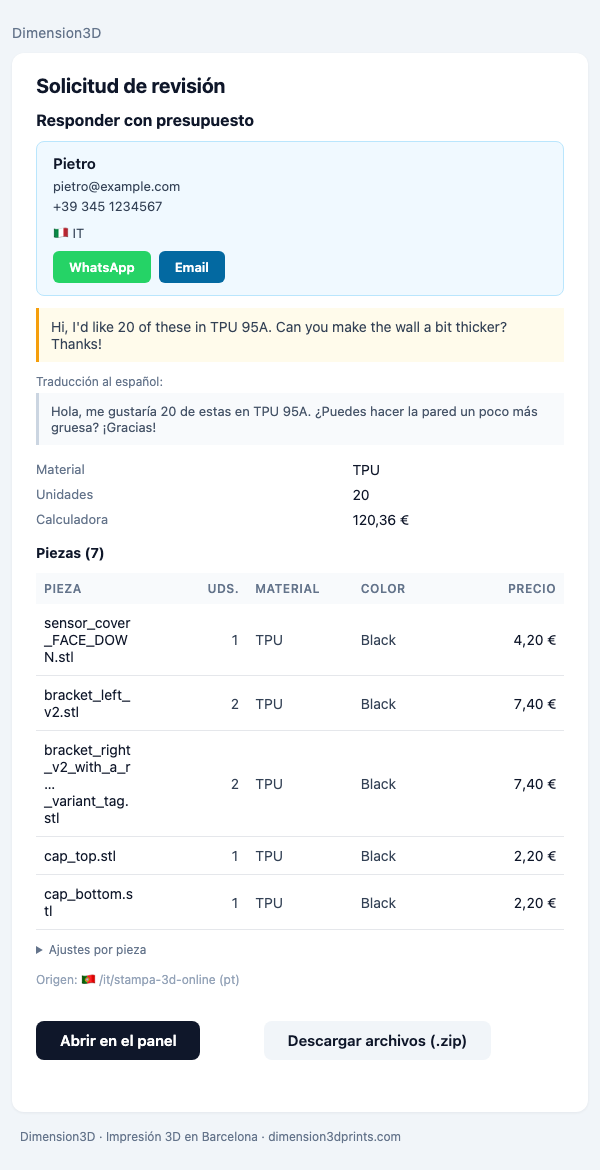 Dimension3D
Solicitud de revisión
Responder con presupuesto
Pietro
pietro@example.com
+39 345 1234567
🇮🇹 IT
WhatsApp Email
Hi, I'd like 20 of these in TPU 95A. Can you make the wall a bit thicker?
Thanks!
Traducción al español:
Hola, me gustaría 20 de estas en TPU 95A. ¿Puedes hacer la pared un poco más
gruesa? ¡Gracias!
Material TPU
Unidades 20
Calculadora 120,36 €
Piezas (7)
PIEZA UDS. MATERIAL COLOR PRECIO
sensor_cover
_FACE_DOW
N.stl
1 TPU Black 4,20 €
bracket_left_
v2.stl
2 TPU Black 7,40 €
bracket_right
_v2_with_a_r
...
_variant_tag.
stl
2 TPU Black 7,40 €
cap_top.stl 1 TPU Black 2,20 €
cap_bottom.s
tl
1 TPU Black 2,20 €
▶ Ajustes por pieza
Origen: 🇵🇹 /it/stampa-3d-online (pt)
Abrir en el panel Descargar archivos (.zip)
Dimension3D · Impresión 3D en Barcelona · dimension3dprints.com